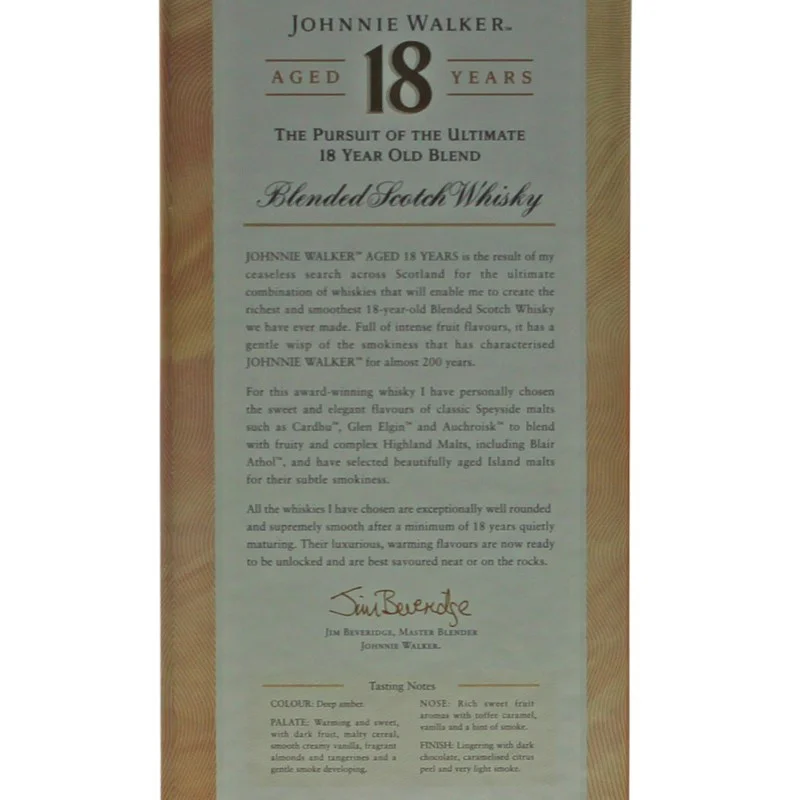 JOHNNIE WALKER™
AGED 18 YEARS
THE PURSUIT OF THE ULTIMATE
18 YEAR OLD BLEND
Blended Scotch Whisky
JOHNNIE WALKER™ AGED 18 YEARS is the result of my
ceaseless search across Scotland for the ultimate
combination of whiskies that will enable me to create the
richest and smoothest 18-year-old Blended Scotch Whisky
we have ever made. Full of intense fruit flavours, it has a
gentle wisp of the smokiness that has characterised
JOHNNIE WALKER™ for almost 200 years.
For this award-winning whisky I have personally chosen
the sweet and elegant flavours of classic Speyside malts
such as Cardhu™, Glen Elgin™ and Auchroisk™ to blend
with fruity and complex Highland Malts, including Blair
Athol™, and have selected beautifully aged Island malts
for their subtle smokiness.
All the whiskies I have chosen are exceptionally well rounded
and supremely smooth after a minimum of 18 years quietly
maturing. Their luxurious, warming flavours are now ready
to be unlocked and are best savoured neat or on the rocks.
Jim Beveridge
JIM BEVERIDGE, MASTER BLENDER
JOHNNIE WALKER.
Tasting Notes
COLOUR: Deep amber.
PALATE: Warming and sweet,
with dark fruit, malty cereal,
smooth creamy vanilla, fragrant
almonds and tangerines and a
gentle smoke developing.
NOSE: Rich sweet fruit
aromas with toffee caramel,
vanilla and a hint of smoke.
FINISH: Lingering with dark
chocolate, caramelised citrus
peel and very light smoke.